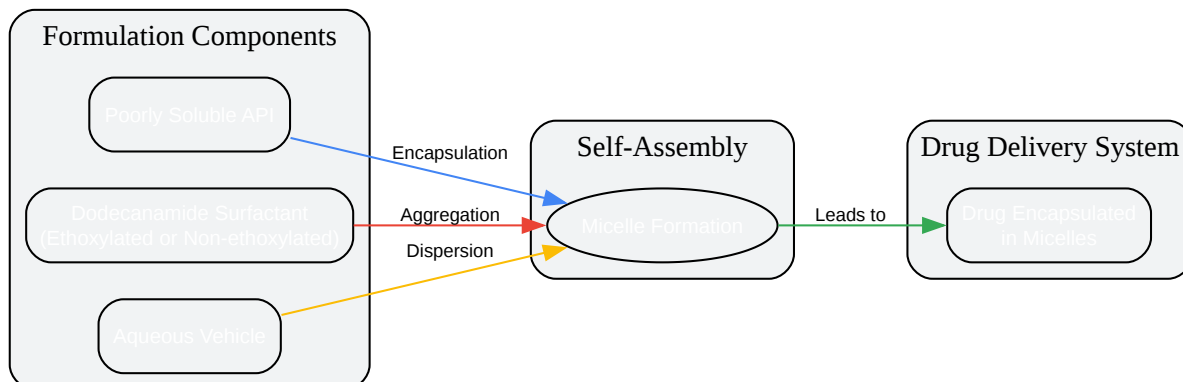 Formulation Components
Poorly Soluble API
Dodecanamide Surfactant
(Ethoxylated or Non-ethoxylated)
Aqueous Vehicle
Encapsulation
Aggregation
Dispersion
Self-Assembly
Micelle Formation
Leads to
Drug Delivery System
Drug Encapsulated
in Micelles